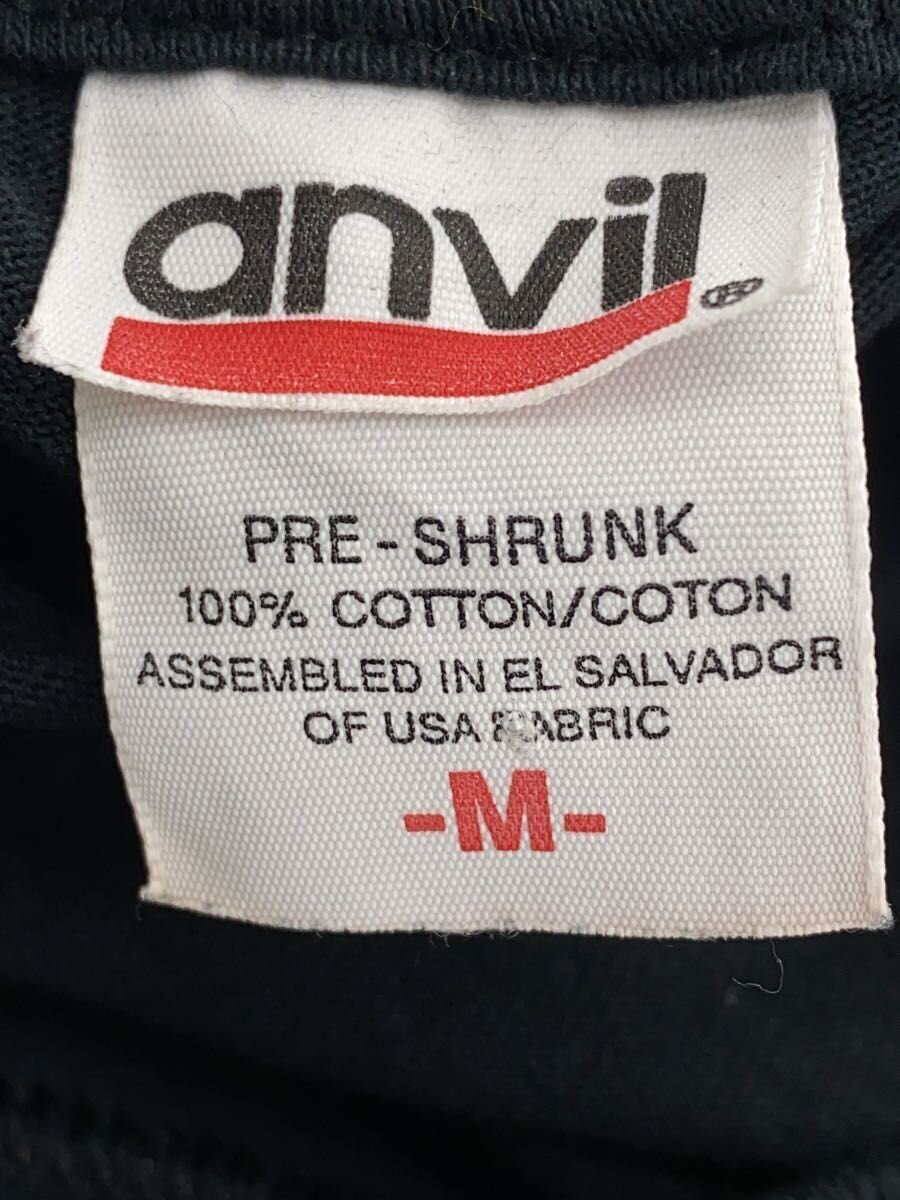 anvil®
PRE-SHRUNK
100% COTTON/COTON
ASSEMBLED IN EL SALVADOR
OF USA FABRIC
-M-